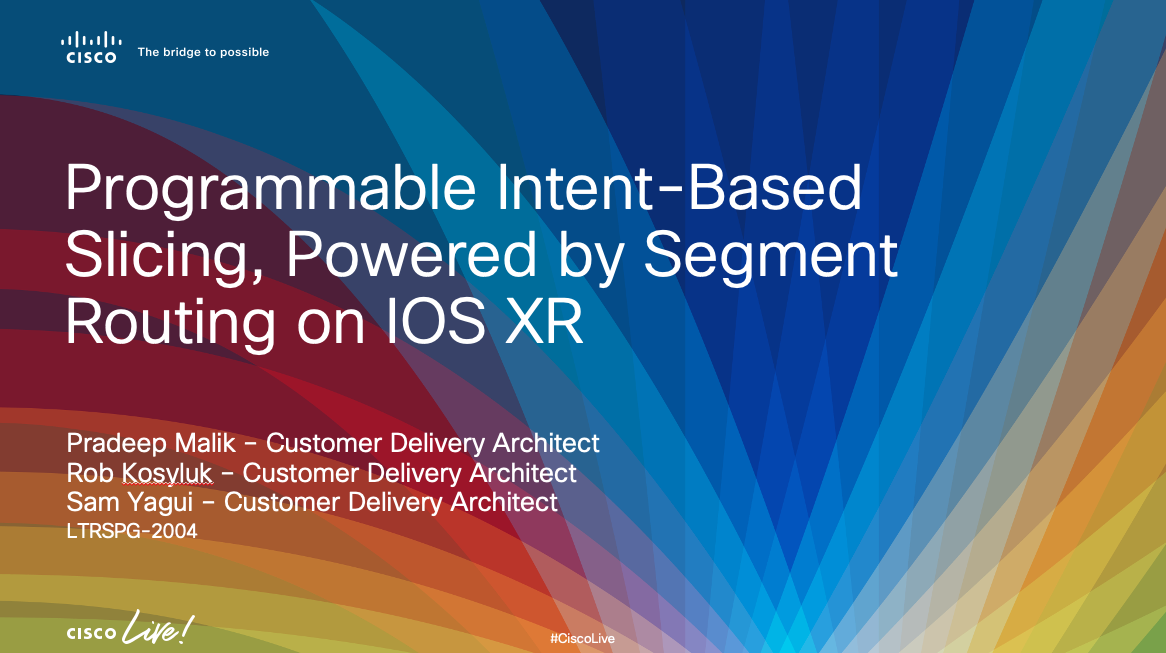 CISCO
The bridge to possible
Programmable Intent-Based
Slicing, Powered by Segment
Routing on IOS XR
Pradeep Malik – Customer Delivery Architect
Rob Kosyluk – Customer Delivery Architect
Sam Yagui – Customer Delivery Architect
LTRSPG-2004
CISCO Live!
#CiscoLive